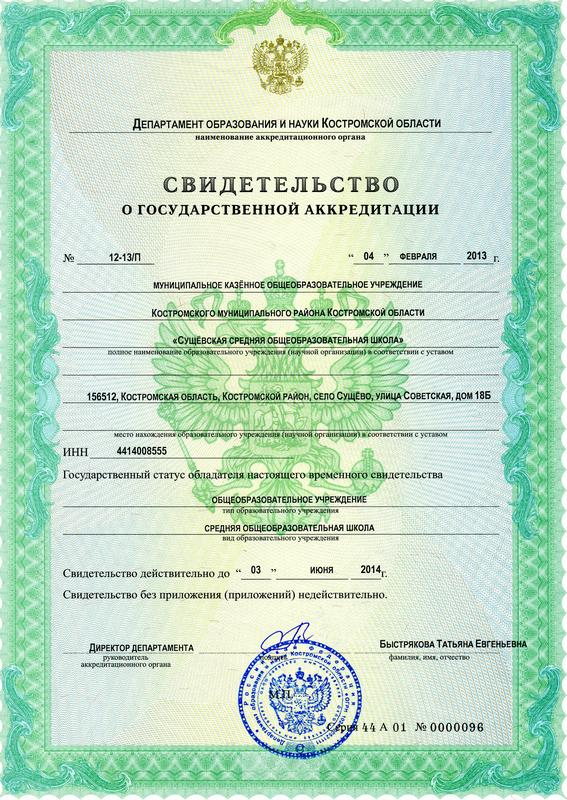 Департамент образования и науки Костромской области
наименование аккредитационного органа
СВИДЕТЕЛЬСТВО
О ГОСУДАРСТВЕННОЙ АККРЕДИТАЦИИ
№ 12-13/П “ 04 ” ФЕВРАЛЯ 2013 г.
МУНИЦИПАЛЬНОЕ КАЗЁННОЕ ОБЩЕОБРАЗОВАТЕЛЬНОЕ УЧРЕЖДЕНИЕ
Костромского муниципального района Костромской области
«Сущёвская средняя общеобразовательная школа»
полное наименование образовательного учреждения (научной организации) в соответствии с уставом
156512, Костромская область, Костромской район, село Сущёво, улица Советская, дом 18Б
место нахождения образовательного учреждения (научной организации) в соответствии с уставом
ИНН 4414008555
Государственный статус обладателя настоящего временного свидетельства
ОБЩЕОБРАЗОВАТЕЛЬНОЕ УЧРЕЖДЕНИЕ
тип образовательного учреждения
СРЕДНЯЯ ОБЩЕОБРАЗОВАТЕЛЬНАЯ ШКОЛА
вид образовательного учреждения
Свидетельство действительно до “ 03 ” ИЮНЯ 2014 г.
Свидетельство без приложения (приложений) недействительно.
Директор департамента Быстрякова Татьяна Евгеньевна
руководитель фамилия, имя, отчество
аккредитационного органа
Российская Федерация
М.П.
Серия 44 А 01 № 0000096